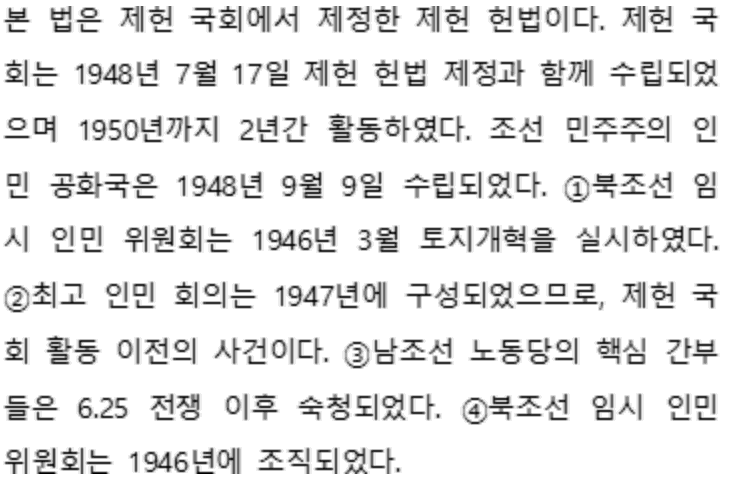 본 법은 제헌 국회에서 제정한 제헌 헌법이다. 제헌 국
회는 1948년 7월 17일 제헌 헌법 제정과 함께 수립되었
으며 1950년까지 2년간 활동하였다. 조선 민주주의 인
민 공화국은 1948년 9월 9일 수립되었다. ①북조선 임
시 인민 위원회는 1946년 3월 토지개혁을 실시하였다.
②최고 인민 회의는 1947년에 구성되었으므로, 제헌 국
회 활동 이전의 사건이다. ③남조선 노동당의 핵심 간부
들은 6.25 전쟁 이후 숙청되었다. ④북조선 임시 인민
위원회는 1946년에 조직되었다.